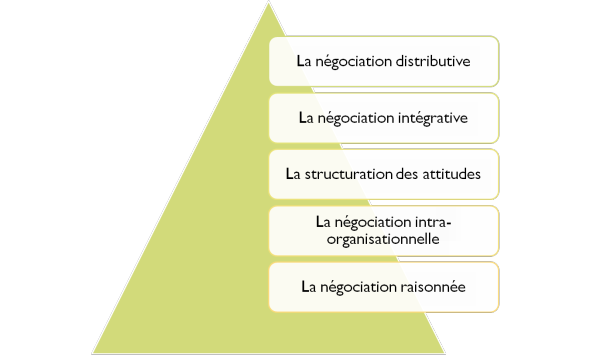 La négociation distributive
La négociation intégrative
La structuration des attitudes
La négociation intra-
organisationnelle
La négociation raisonnée